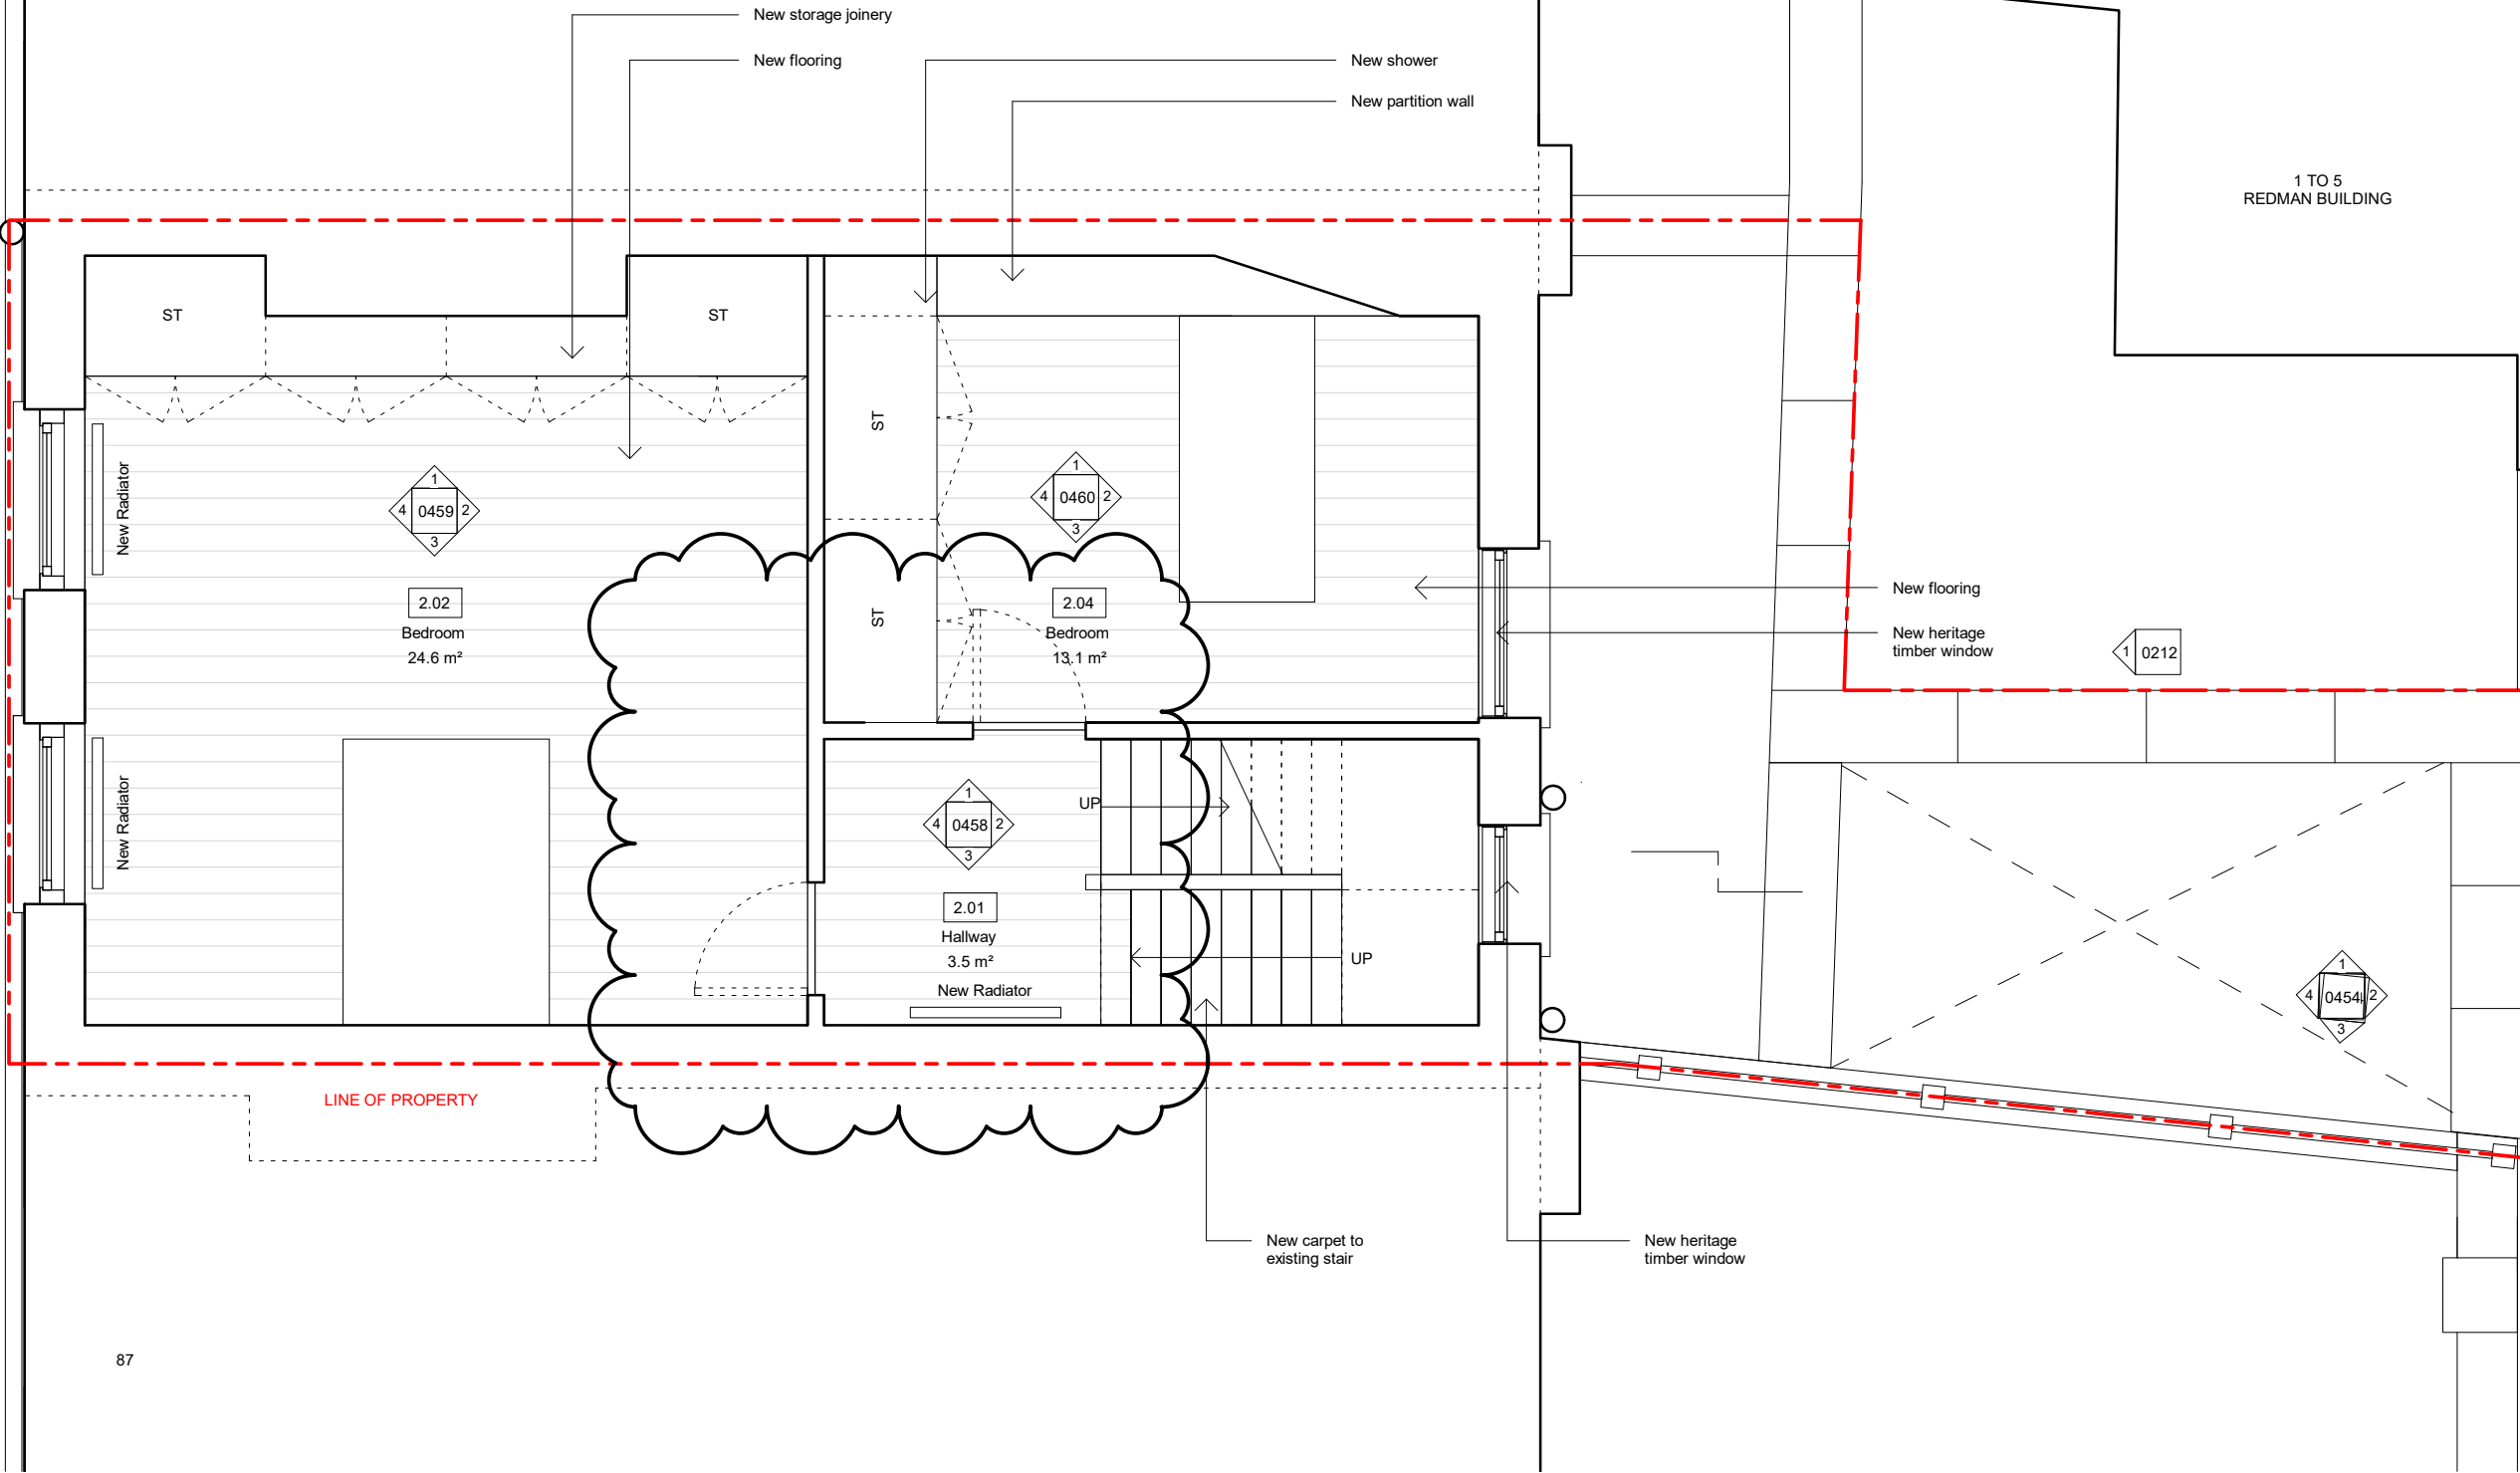 New storage joinery
New flooring
New shower
New partition wall
1 TO 5
REDMAN BUILDING
ST
ST
ST
ST
New Radiator
1
4 0459 2
3
1
4 0460 2
3
2.02
Bedroom
24.6 m²
2.04
Bedroom
13.1 m²
New flooring
New heritage
timber window
1 0212
New Radiator
UP
1
4 0458 2
3
2.01
Hallway
3.5 m²
New Radiator
UP
1
4 0454 2
3
LINE OF PROPERTY
New carpet to
existing stair
New heritage
timber window
87